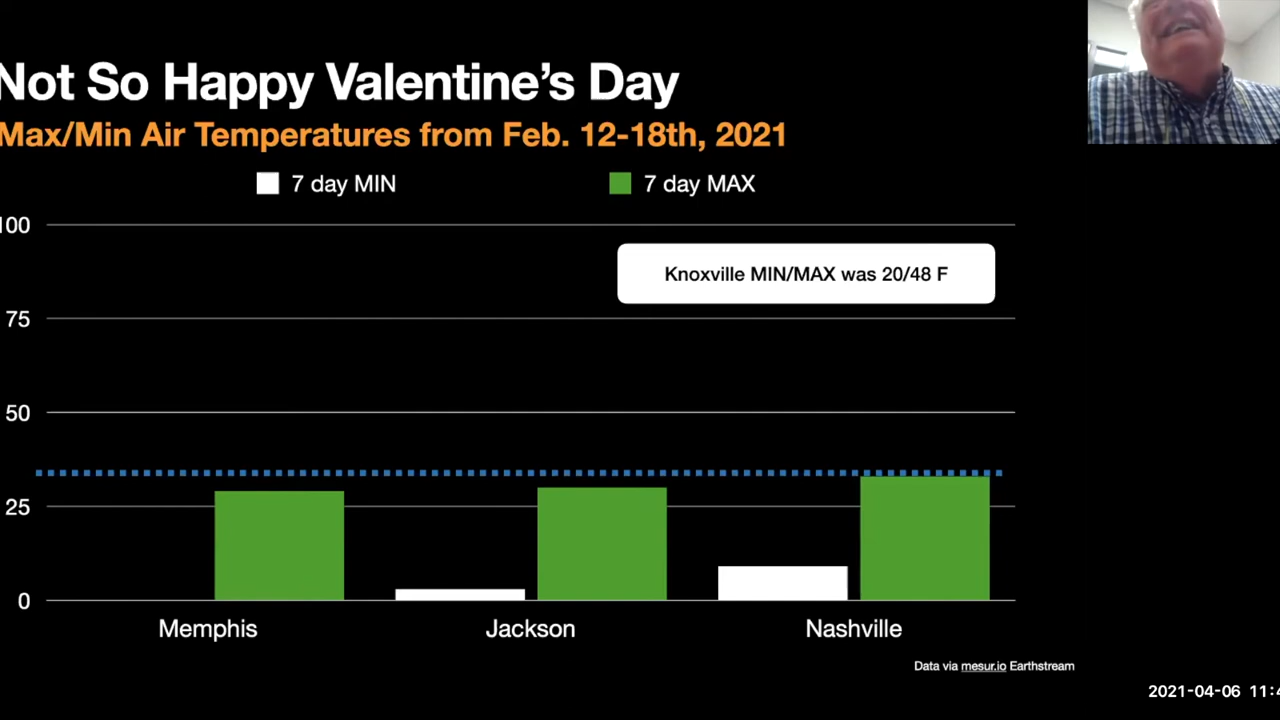 Not So Happy Valentine's Day
Max/Min Air Temperatures from Feb. 12-18th, 2021
7 day MIN 7 day MAX
100
Knoxville MIN/MAX was 20/48 F
75
50
25
0
Memphis Jackson Nashville
Data via mesur.io Earthstream
2021-04-06 11:4